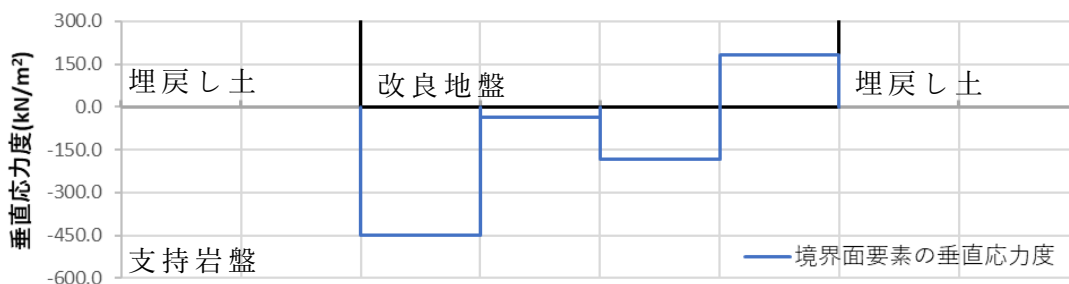 垂直応力度(kN/m²)
300.0
150.0
0.0
-150.0
-300.0
-450.0
-600.0
埋戻し土
改良地盤
埋戻し土
支持岩盤
境界面要素の垂直応力度